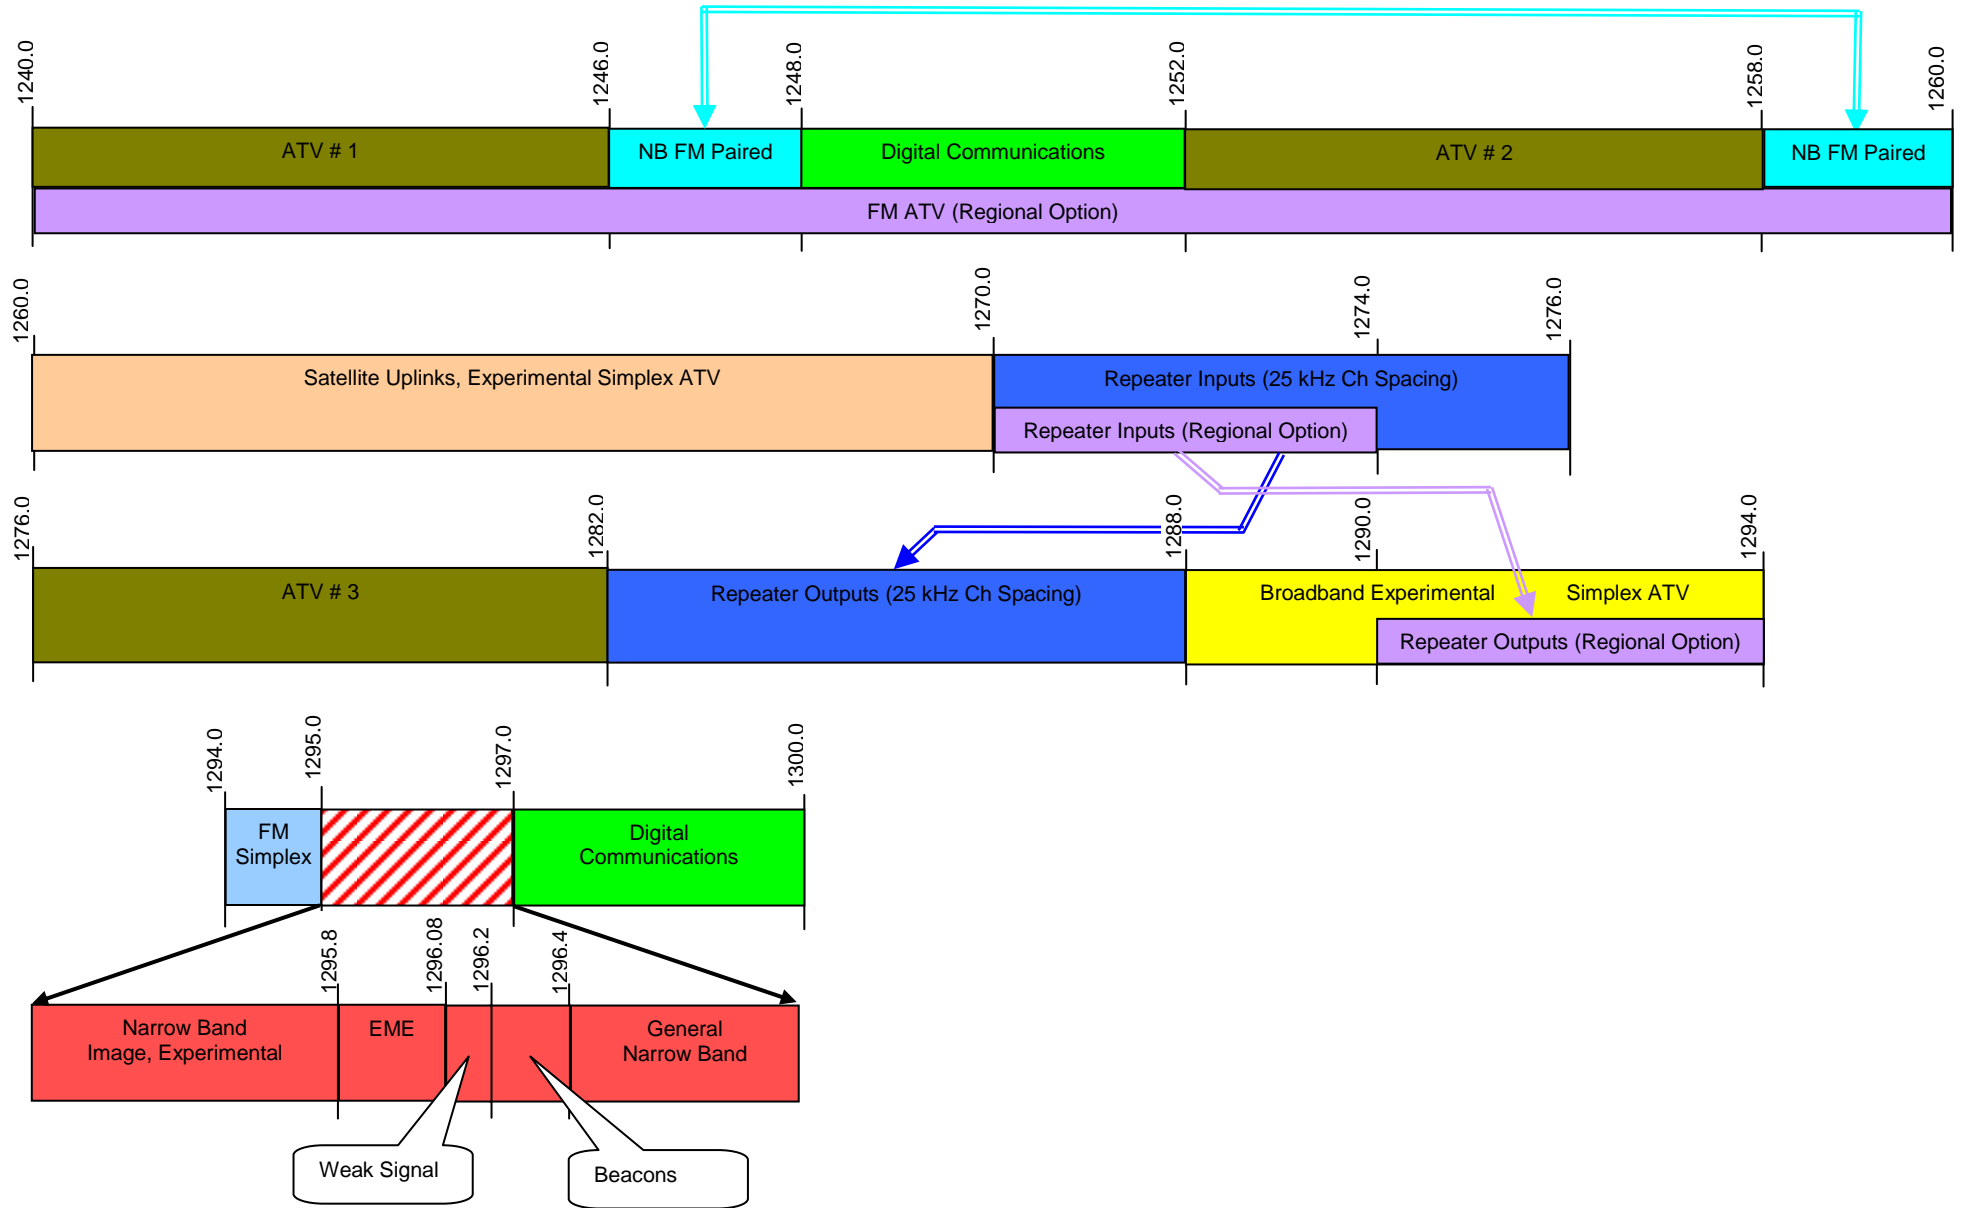 1240.0
1246.0
1248.0
1252.0
1258.0
1260.0
ATV # 1
NB FM Paired
Digital Communications
ATV # 2
NB FM Paired
FM ATV (Regional Option)
1260.0
1270.0
1274.0
1276.0
Satellite Uplinks, Experimental Simplex ATV
Repeater Inputs (25 kHz Ch Spacing)
Repeater Inputs (Regional Option)
1276.0
1282.0
1288.0
1290.0
1294.0
ATV # 3
Repeater Outputs (25 kHz Ch Spacing)
Broadband Experimental
Simplex ATV
Repeater Outputs (Regional Option)
1294.0
1295.0
1297.0
1300.0
FM
Simplex
Digital
Communications
1295.8
1296.08
1296.2
1296.4
Narrow Band
Image, Experimental
EME
General
Narrow Band
Weak Signal
Beacons